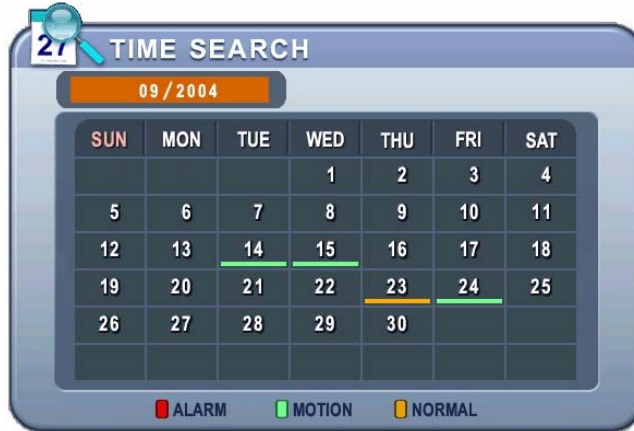 27 TIME SEARCH
09/2004
SUN MON TUE WED THU FRI SAT
1 2 3 4
5 6 7 8 9 10 11
12 13 14 15 16 17 18
19 20 21 22 23 24 25
26 27 28 29 30
ALARM MOTION NORMAL